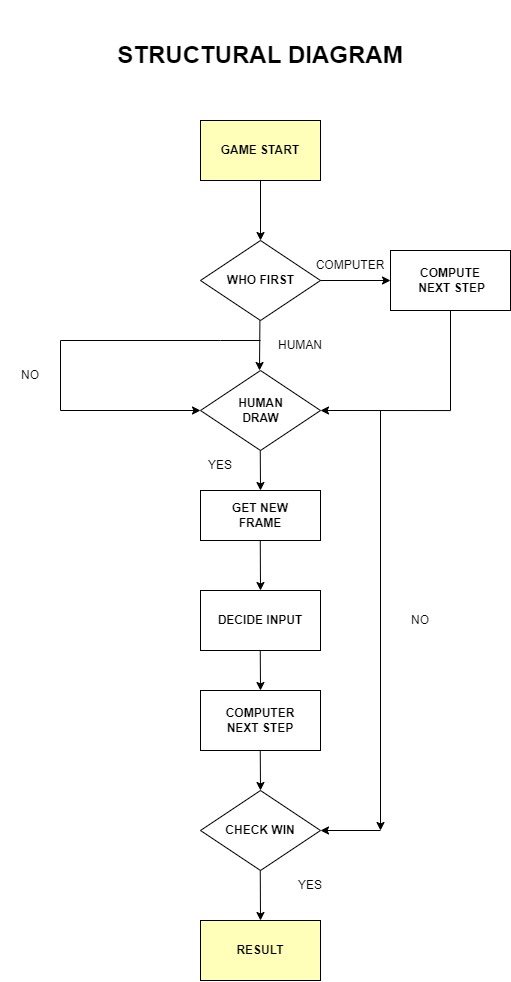 STRUCTURAL DIAGRAM
GAME START
WHO FIRST
COMPUTER
COMPUTE
NEXT STEP
HUMAN
NO
HUMAN
DRAW
YES
GET NEW
FRAME
DECIDE INPUT
NO
COMPUTER
NEXT STEP
CHECK WIN
YES
RESULT